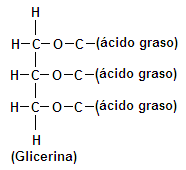 H
H–C–O–C–(ácido graso)
H–C–O–C–(ácido graso)
H–C–O–C–(ácido graso)
H
(Glicerina)